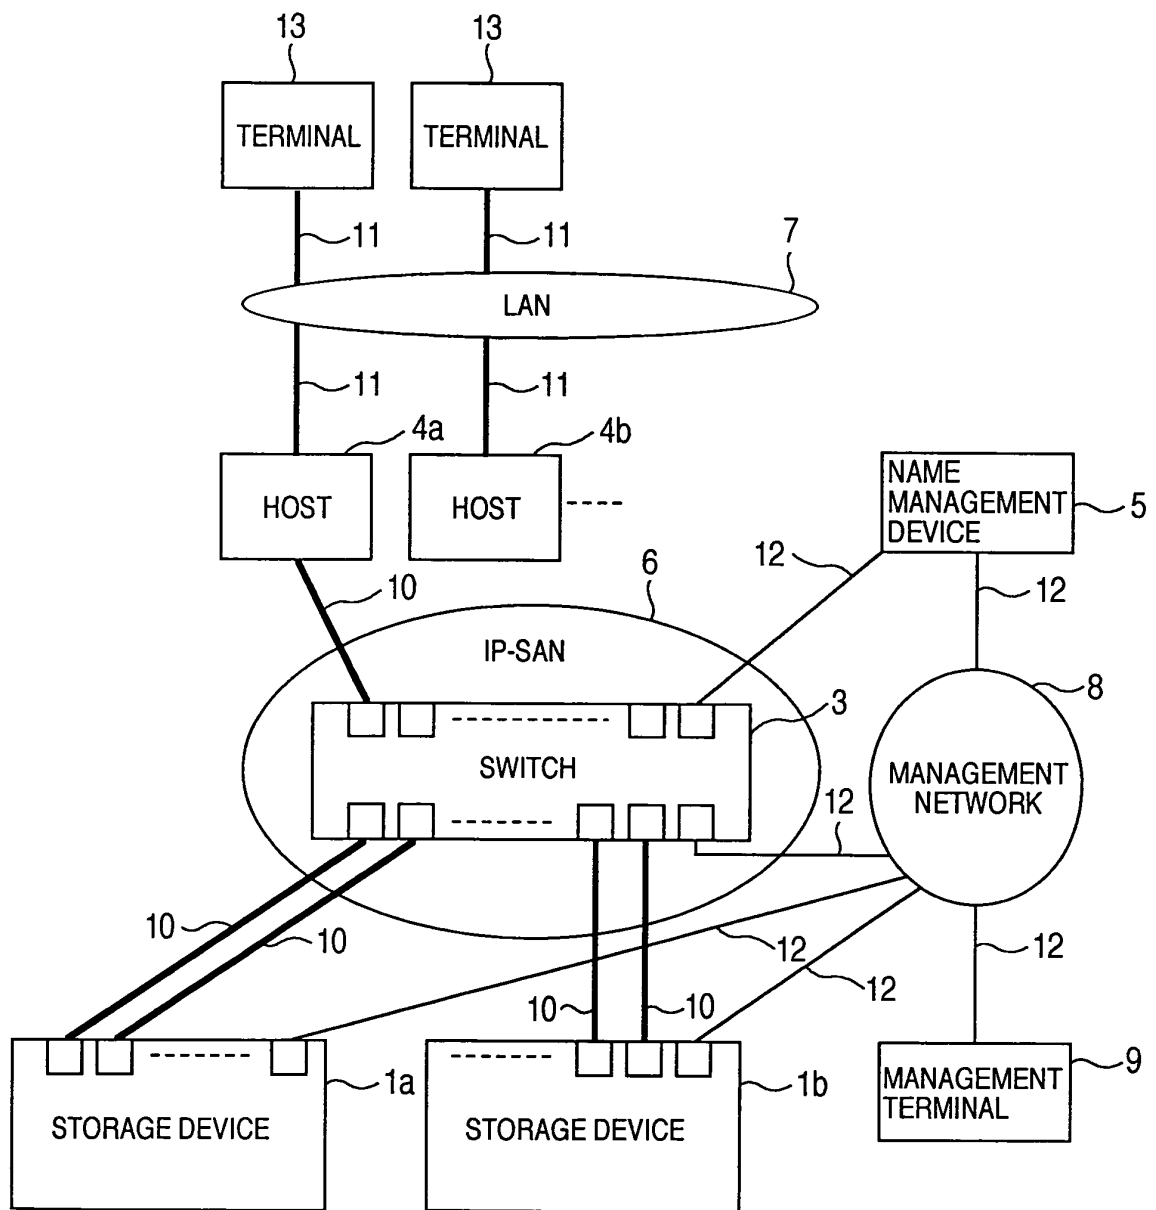 13
13
TERMINAL
TERMINAL
11
11
7
LAN
11
11
4a
4b
HOST
HOST
NAME
MANAGEMENT
DEVICE
5
12
12
10
6
IP-SAN
8
3
SWITCH
MANAGEMENT
NETWORK
12
10
10
12
12
12
10
10
1a
1b
9
STORAGE DEVICE
STORAGE DEVICE
MANAGEMENT
TERMINAL